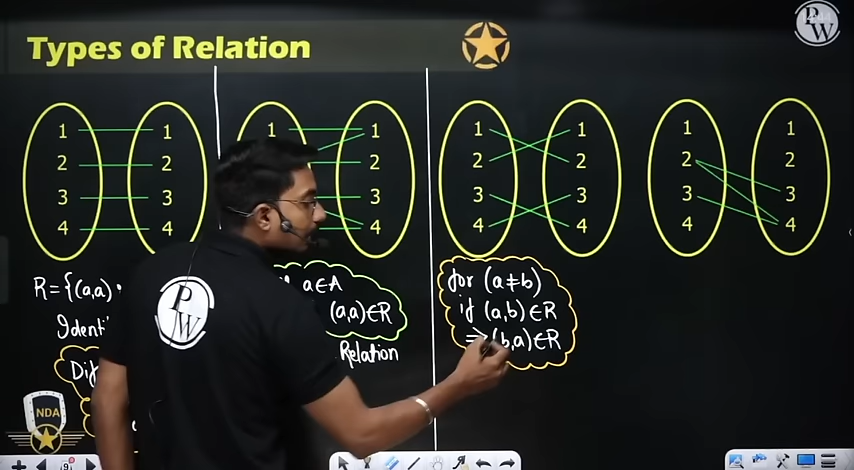 Types of Relation
PW
1 1
2 2
3 3
4 4
1 1
2
3
4
1 1
2 2
3 3
4 4
1 1
2 2
3 3
4 4
R = {(a,a)
a∈A
(a,a)∈R
Relation
for (a≠b)
if (a,b)∈R
⇒(b,a)∈R
PW
NDA
9